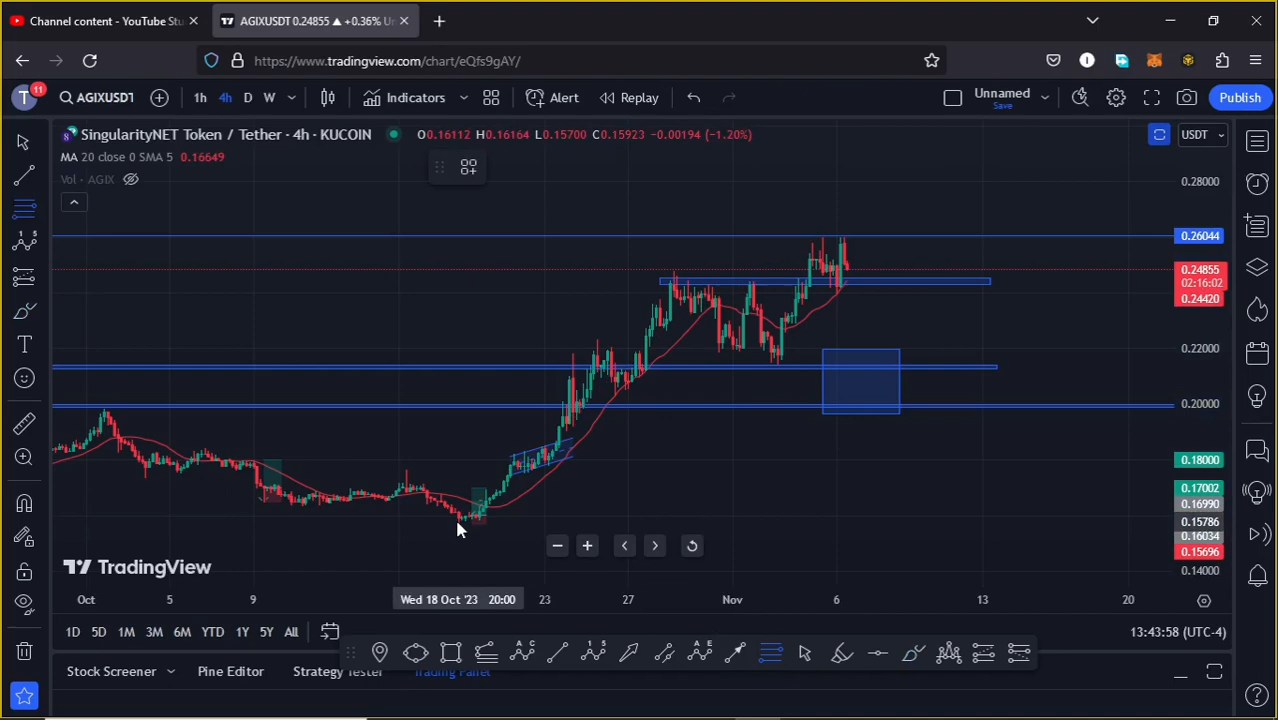 Channel content - YouTube Stu
AGIXUSDT 0.24855 ▲ +0.36% Un
https://www.tradingview.com/chart/eQfs9gAY/
T
11
AGIXUSDT
1h
4h
D
W
Indicators
Alert
Replay
Unnamed
Save
Publish
SingularityNET Token / Tether · 4h · KUCOIN
O0.16112 H0.16164 L0.15700 C0.15923 −0.00194 (−1.20%)
USDT
MA 20 close 0 SMA 5 0.16649
Vol · AGIX
0.28000
0.26044
0.24855
02:16:02
0.24420
0.22000
0.20000
0.18000
0.17002
0.16990
0.15786
0.16034
0.15696
0.14000
TradingView
Oct
5
9
Wed 18 Oct '23 20:00
23
27
Nov
6
13
20
1D
5D
1M
3M
6M
YTD
1Y
5Y
All
13:43:58 (UTC-4)
Stock Screener
Pine Editor
Strategy Tester
Trading Panel